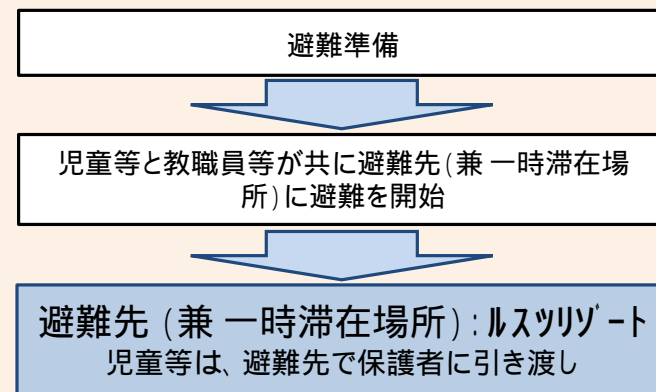 避難準備
児童等と教職員等が共に避難先(兼 一時滞在場
所)に避難を開始
避難先 (兼 一時滞在場所) : ﾙｽﾂﾘｿﾞｰﾄ
児童等は、避難先で保護者に引き渡し